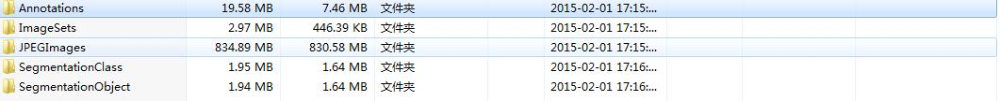 Annotations 19.58 MB 7.46 MB 文件夹 2015-02-01 17:15:...
ImageSets 2.97 MB 446.39 KB 文件夹 2015-02-01 17:15:...
JPEGImages 834.89 MB 830.58 MB 文件夹 2015-02-01 17:15:...
SegmentationClass 1.95 MB 1.64 MB 文件夹 2015-02-01 17:16:...
SegmentationObject 1.94 MB 1.64 MB 文件夹 2015-02-01 17:16:...